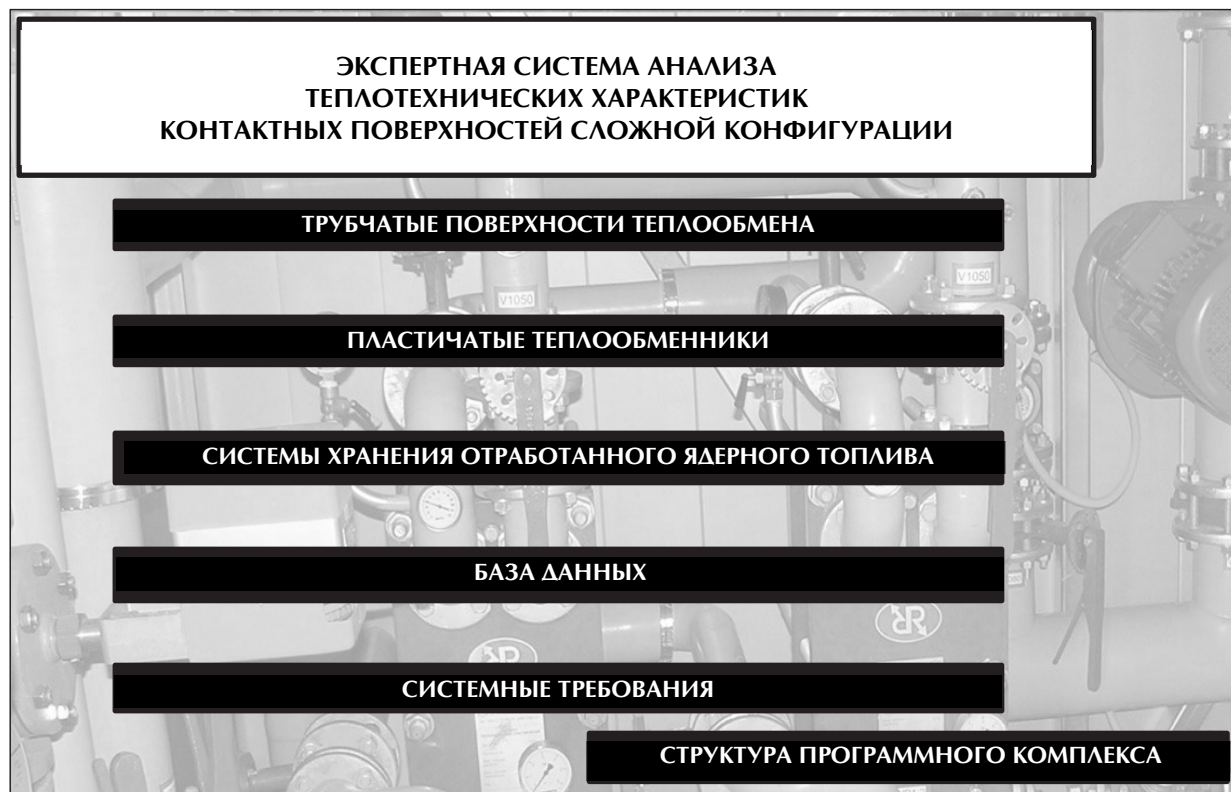 ЭКСПЕРТНАЯ СИСТЕМА АНАЛИЗА
ТЕПЛОТЕХНИЧЕСКИХ ХАРАКТЕРИСТИК
КОНТАКТНЫХ ПОВЕРХНОСТЕЙ СЛОЖНОЙ КОНФИГУРАЦИИ
ТРУБЧАТЫЕ ПОВЕРХНОСТИ ТЕПЛООБМЕНА
V1050
ПЛАСТИЧАТЫЕ ТЕПЛООБМЕННИКИ
СИСТЕМЫ ХРАНЕНИЯ ОТРАБОТАННОГО ЯДЕРНОГО ТОПЛИВА
БАЗА ДАННЫХ
СИСТЕМНЫЕ ТРЕБОВАНИЯ
СТРУКТУРА ПРОГРАММНОГО КОМПЛЕКСА